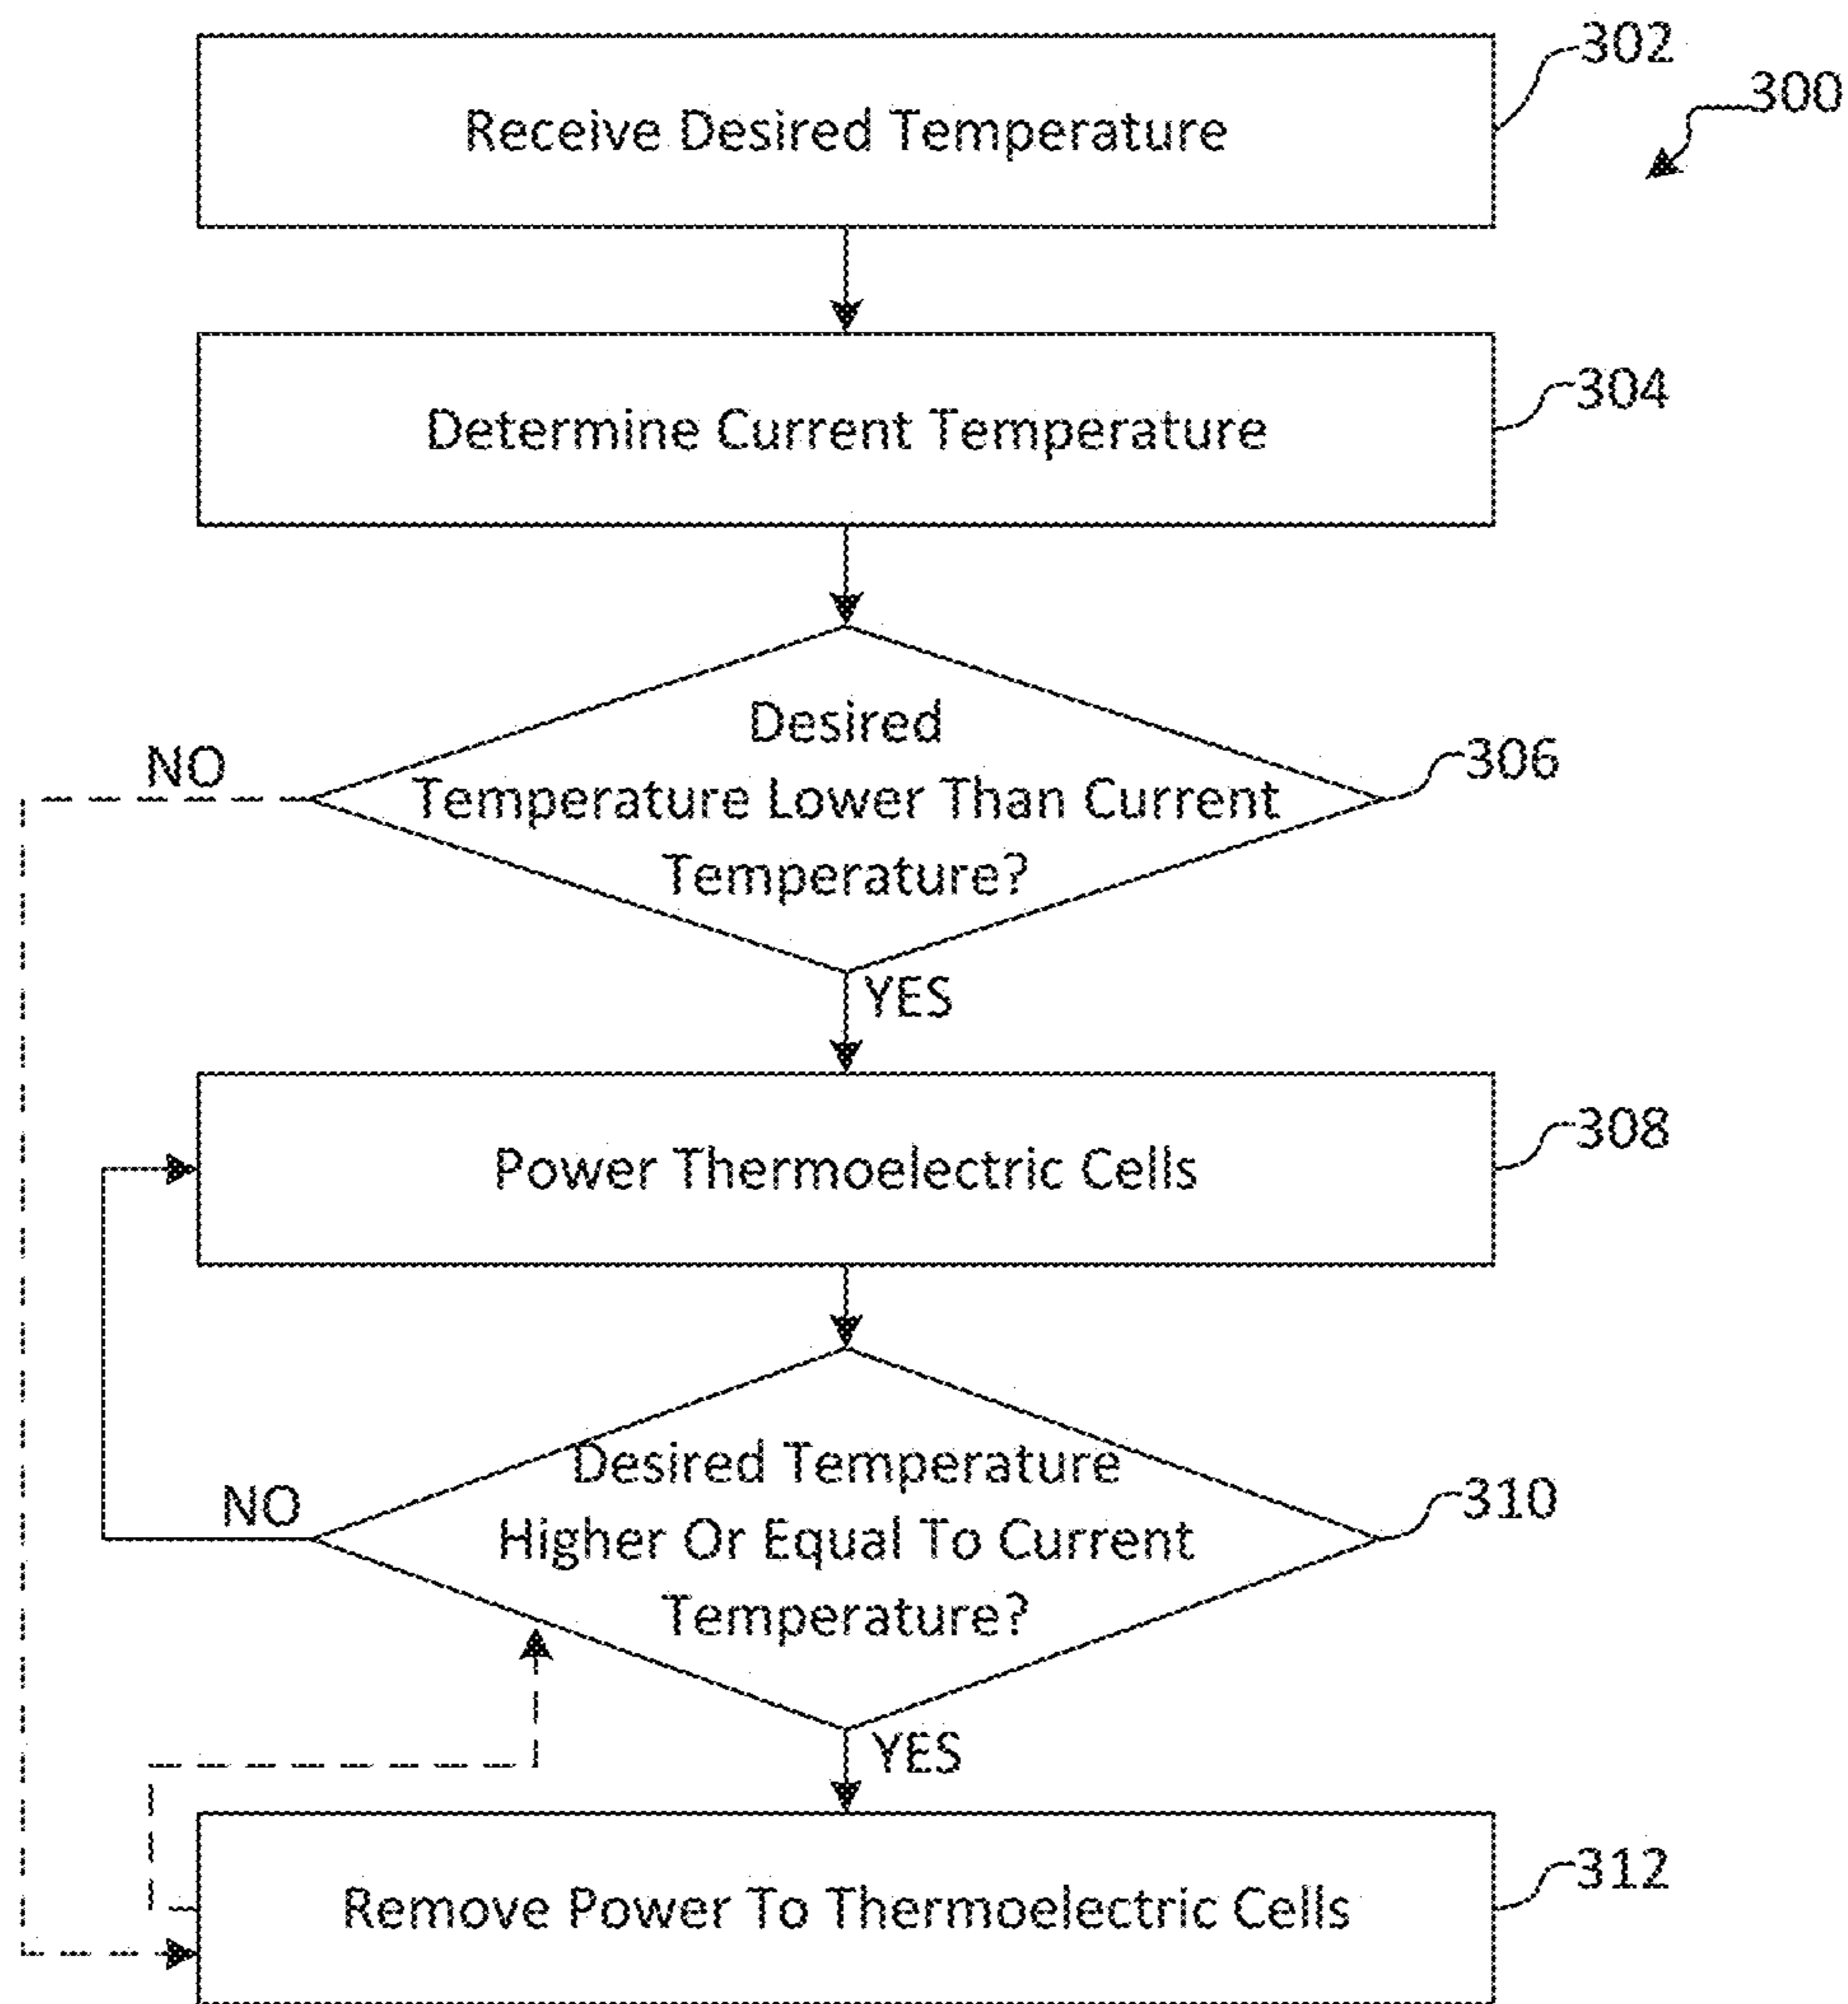 302
300
Receive Desired Temperature
304
Determine Current Temperature
Desired
NO
306
Temperature Lower Than Current
Temperature?
YES
308
Power Thermoelectric Cells
Desired Temperature
NO
310
Higher Or Equal To Current
Temperature?
YES
312
Remove Power To Thermoelectric Cells